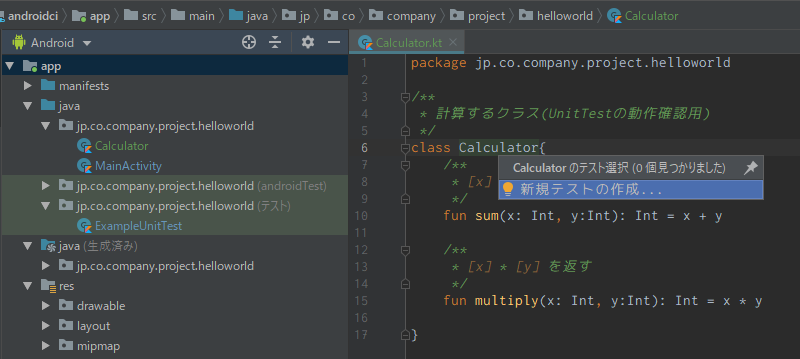 androidci app src main java jp co company project helloworld Calculator
Android
Calculator.kt
app
manifests
java
jp.co.company.project.helloworld
Calculator
MainActivity
jp.co.company.project.helloworld (androidTest)
jp.co.company.project.helloworld (テスト)
ExampleUnitTest
java (生成済み)
jp.co.company.project.helloworld
res
drawable
layout
mipmap
1 package jp.co.company.project.helloworld
2
3 /**
4 * 計算するクラス(UnitTestの動作確認用)
5 */
6 class Calculator{
7 /**
8 * [x]
9 */
10 fun sum(x: Int, y:Int): Int = x + y
11
12 /**
13 * [x] * [y] を返す
14 */
15 fun multiply(x: Int, y:Int): Int = x * y
16
17 }
Calculator のテスト選択 (0 個見つかりました)
新規テストの作成...